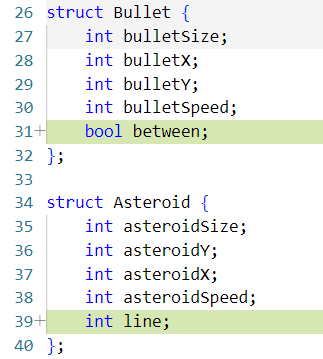 26 struct Bullet {
27     int bulletSize;
28     int bulletX;
29     int bulletY;
30     int bulletSpeed;
31+    bool between;
32 };
33
34 struct Asteroid {
35     int asteroidSize;
36     int asteroidY;
37     int asteroidX;
38     int asteroidSpeed;
39+    int line;
40 };